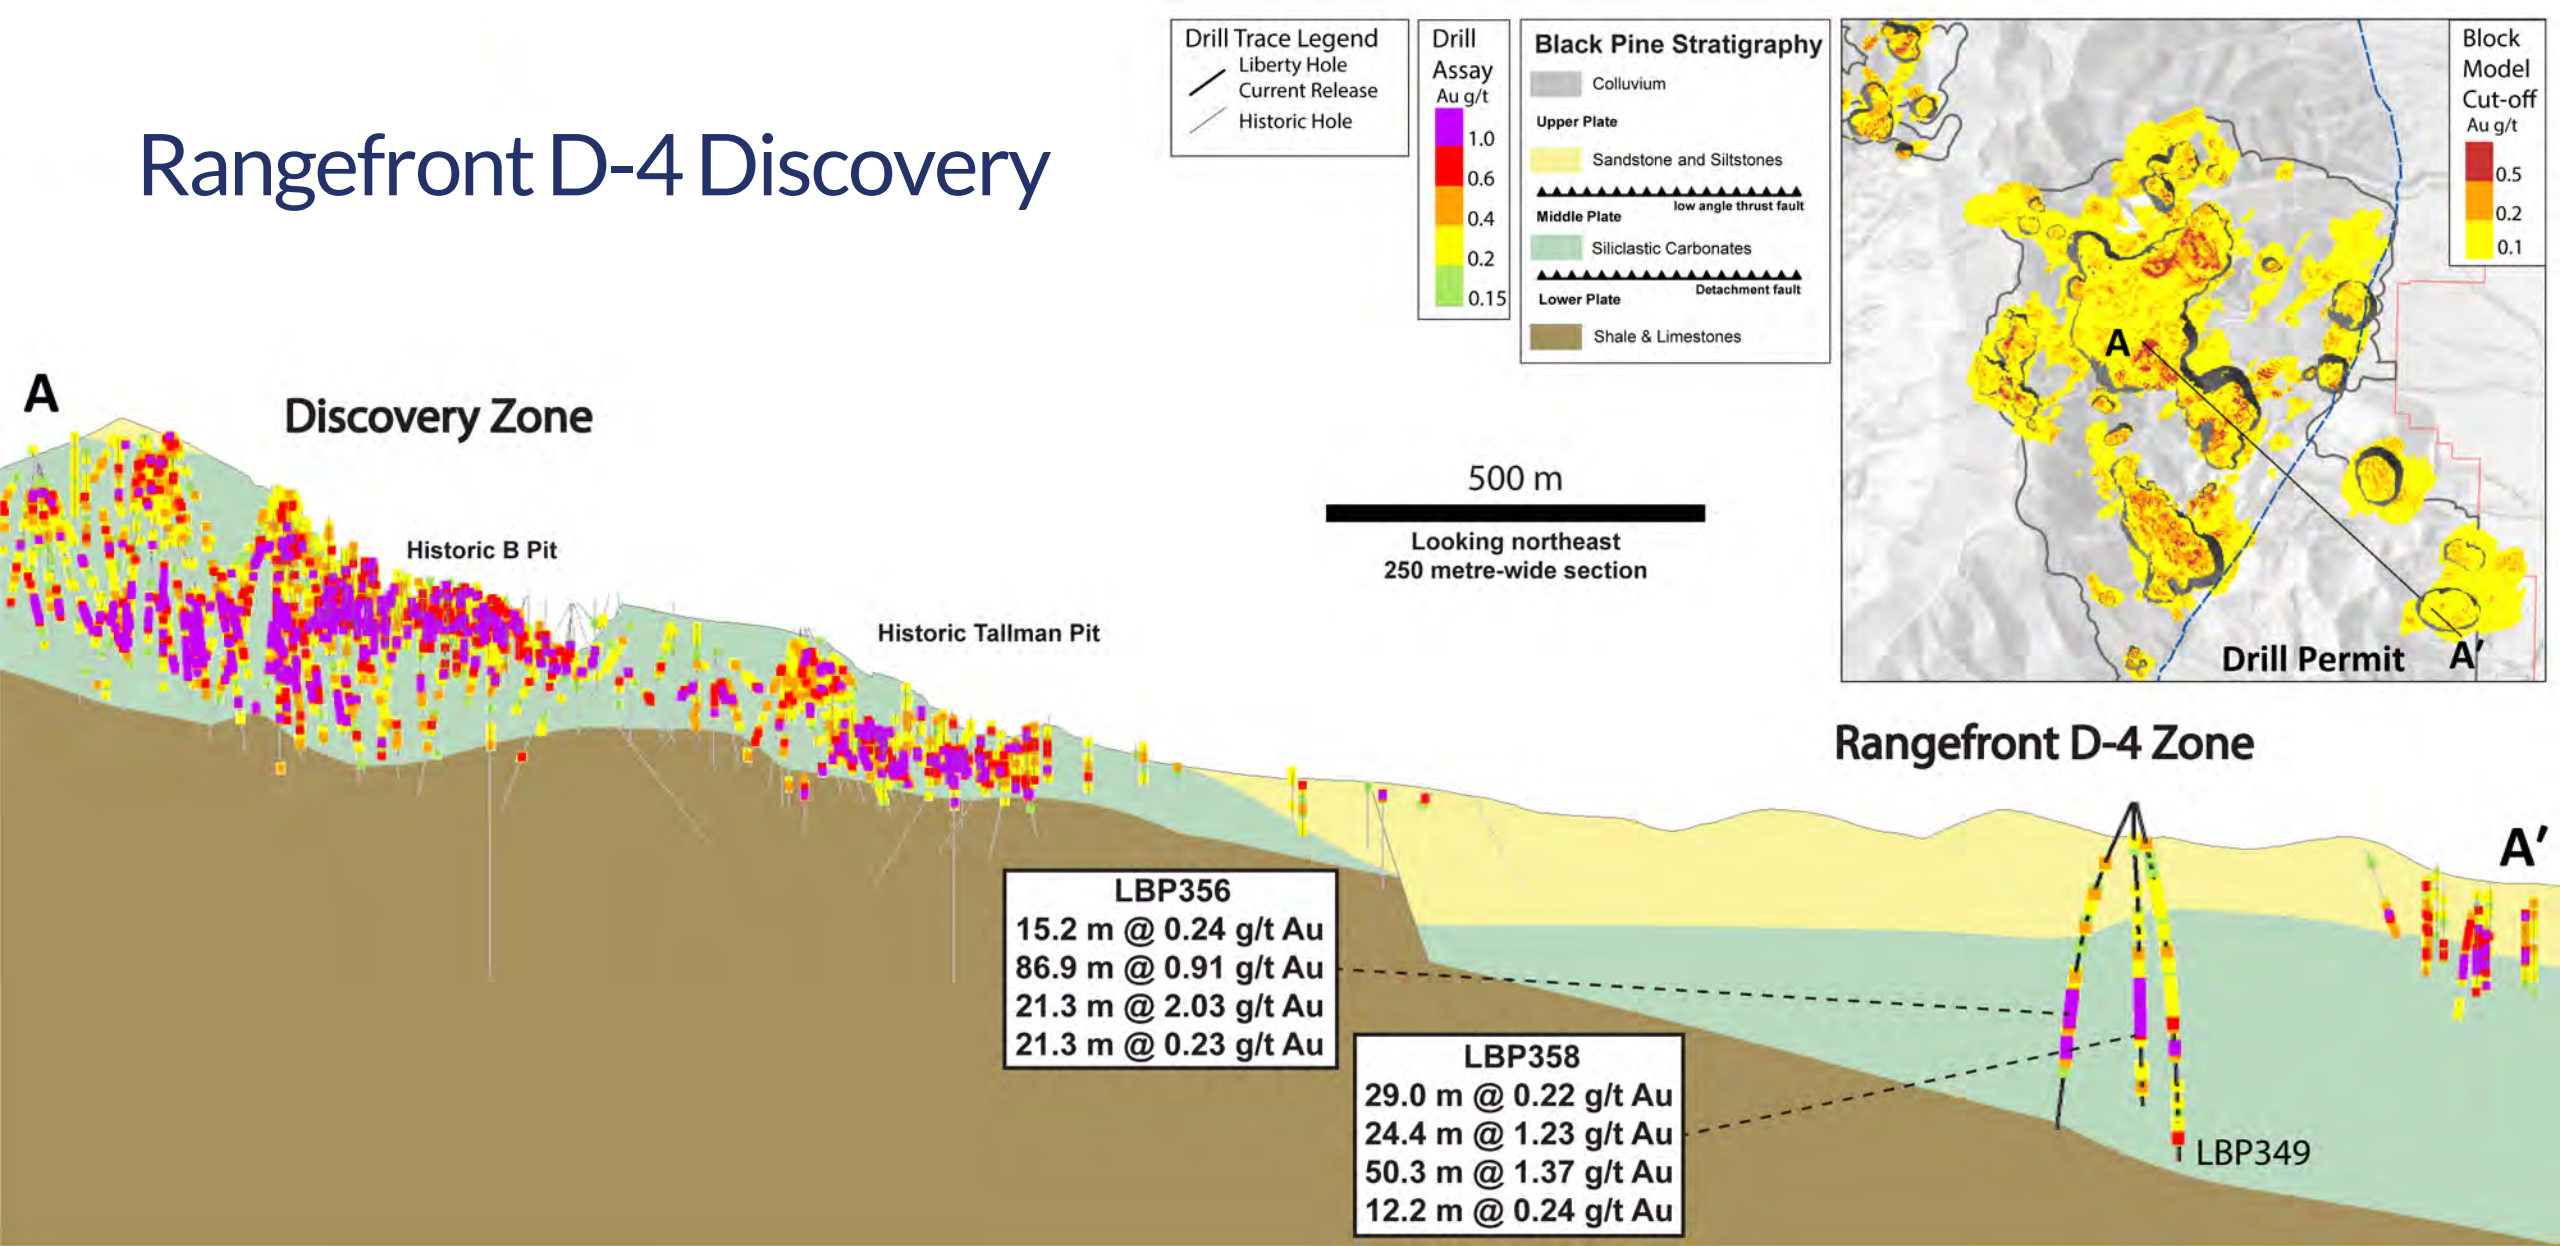 Rangefront D-4 Discovery
Drill Trace Legend
Liberty Hole
Current Release
Historic Hole
Drill
Assay
Au g/t
1.0
0.6
0.4
0.2
0.15
Black Pine Stratigraphy
Colluvium
Upper Plate
Sandstone and Siltstones
low angle thrust fault
Middle Plate
Siliclastic Carbonates
Detachment fault
Lower Plate
Shale & Limestones
Block
Model
Cut-off
Au g/t
0.5
0.2
0.1
A
Drill Permit
A'
A
Discovery Zone
Historic B Pit
Historic Tallman Pit
500 m
Looking northeast
250 metre-wide section
Rangefront D-4 Zone
A'
LBP356
15.2 m @ 0.24 g/t Au
86.9 m @ 0.91 g/t Au
21.3 m @ 2.03 g/t Au
21.3 m @ 0.23 g/t Au
LBP358
29.0 m @ 0.22 g/t Au
24.4 m @ 1.23 g/t Au
50.3 m @ 1.37 g/t Au
12.2 m @ 0.24 g/t Au
LBP349